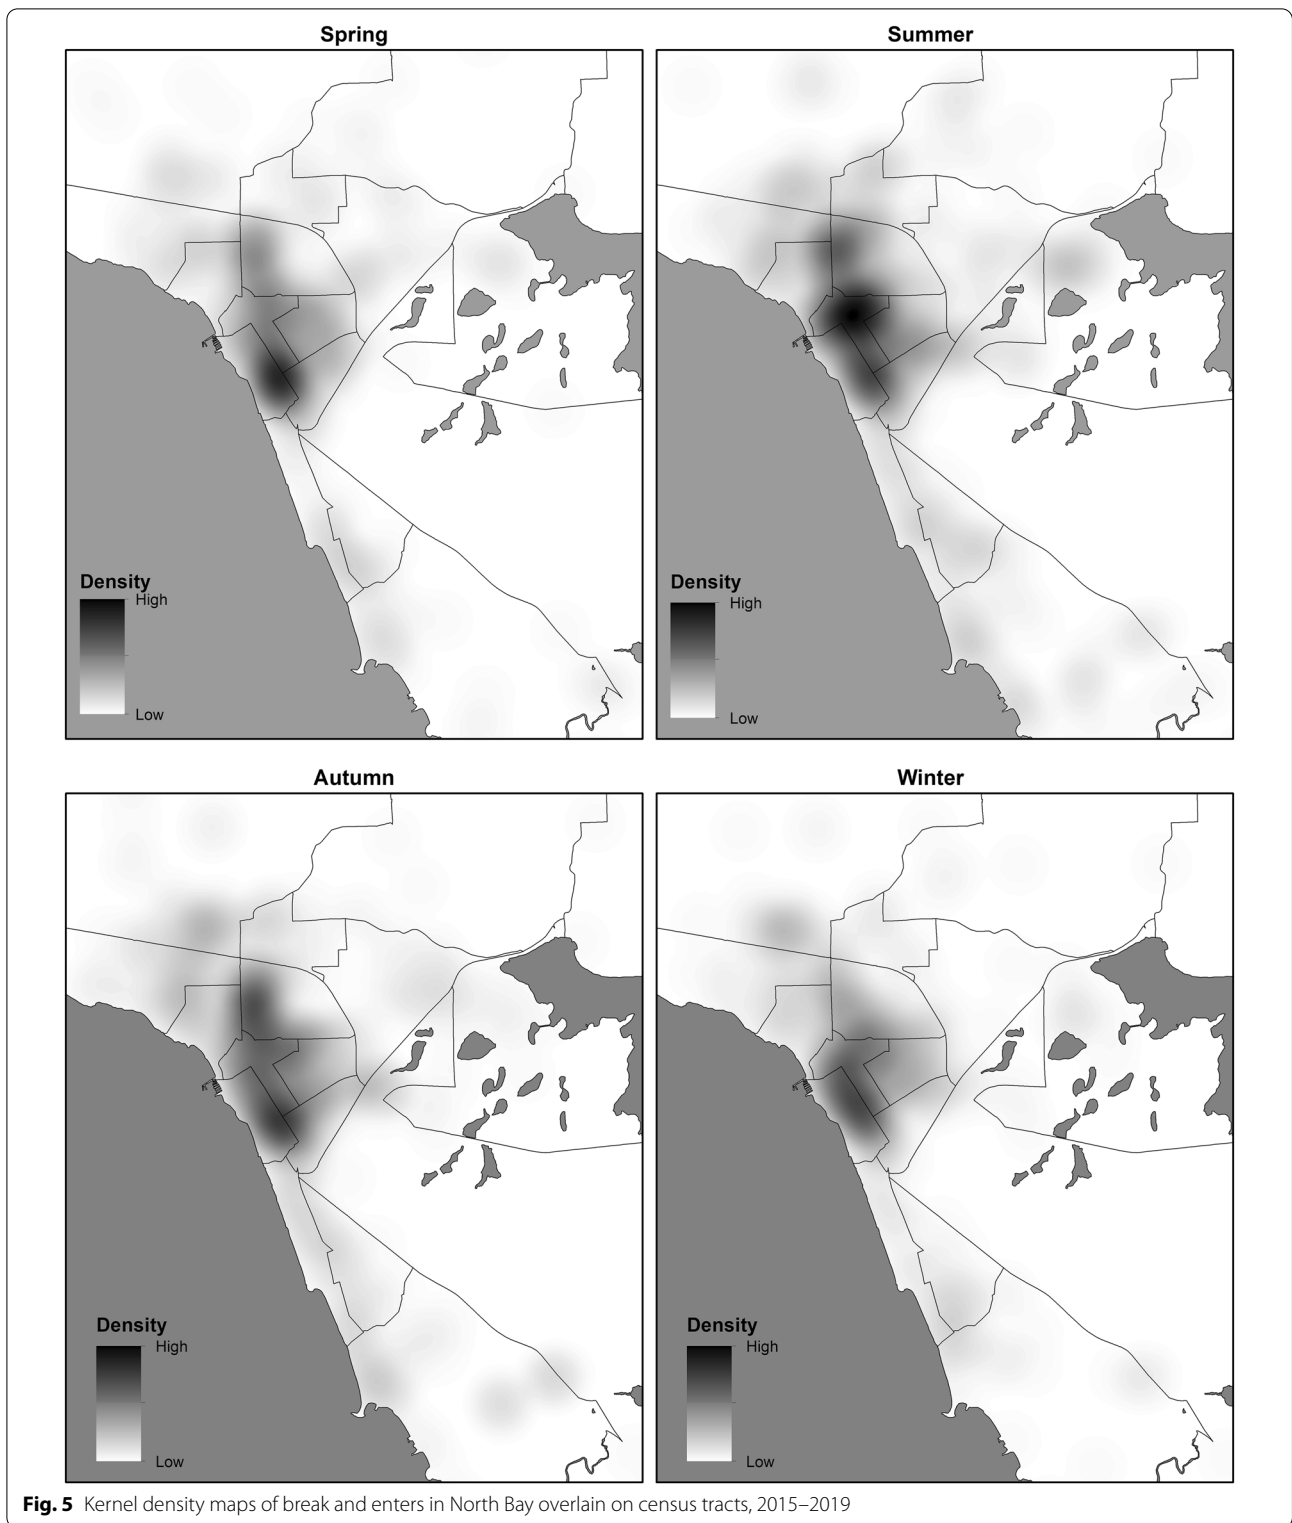 Spring
Summer
Density
High
Low
Density
High
Low
Autumn
Winter
Density
High
Low
Density
High
Low
Fig. 5 Kernel density maps of break and enters in North Bay overlain on census tracts, 2015–2019